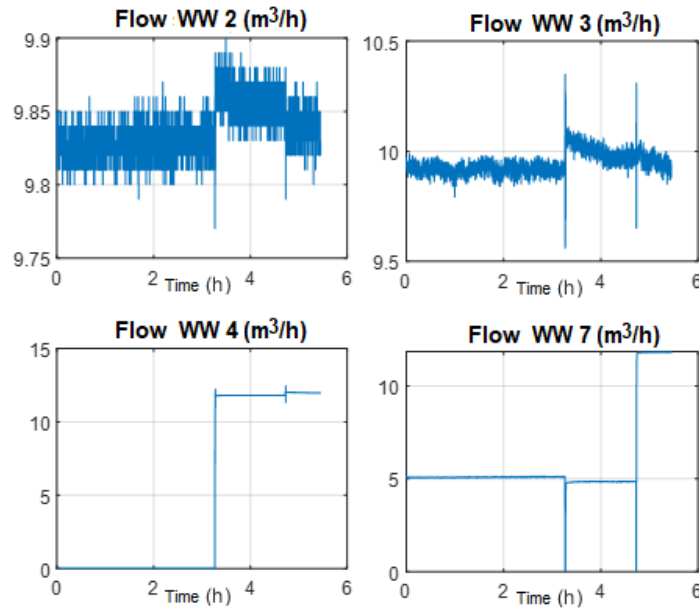 Flow WW 2 (m³/h)
9.9
9.85
9.8
9.75
0 2 4 6
Time (h)
Flow WW 3 (m³/h)
10.5
10
9.5
0 2 4 6
Time (h)
Flow WW 4 (m³/h)
15
10
5
0
0 2 4 6
Time (h)
Flow WW 7 (m³/h)
10
5
0
0 2 4 6
Time (h)